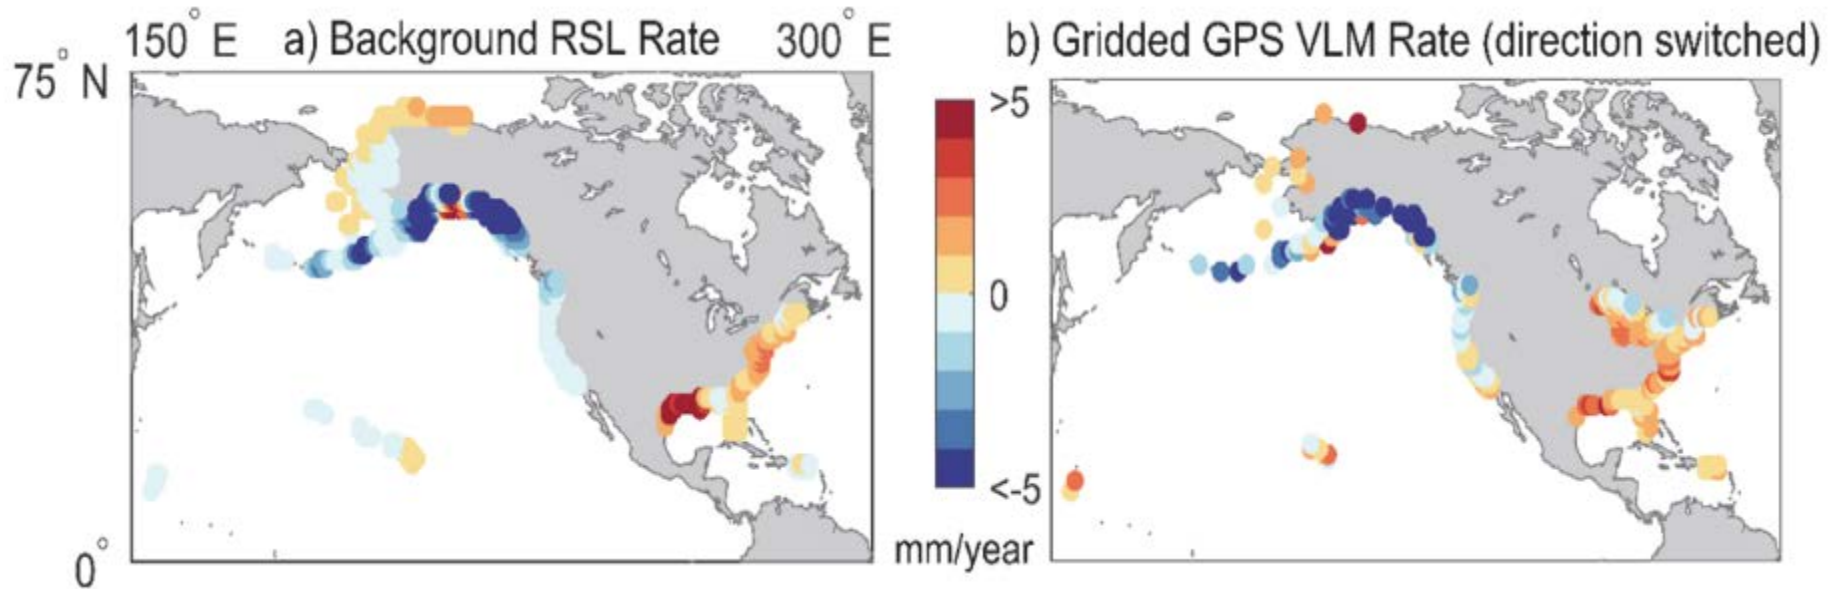 150° E a) Background RSL Rate 300° E
b) Gridded GPS VLM Rate (direction switched)
75° N
>5
0
<-5
mm/year
0°